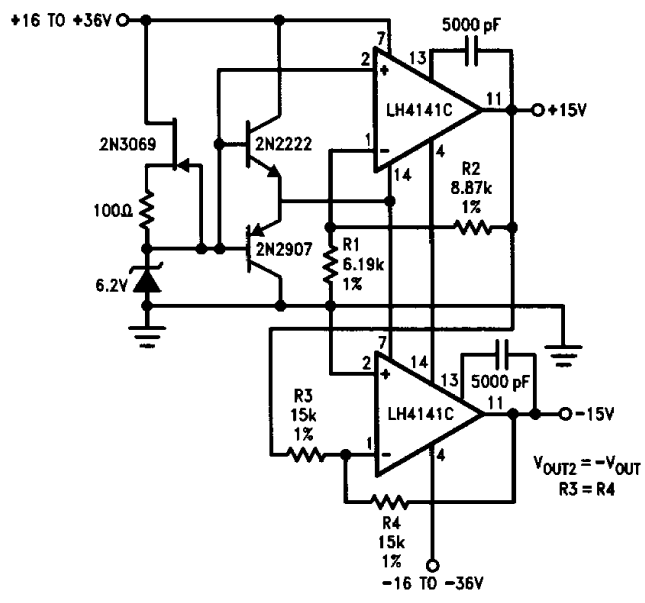 +16 TO +36V
5000 pF
7
13
2
+
LH4141C
11
+15V
2N3069
2N2222
1
−
4
14
R2
8.87k
1%
100Ω
2N2907
R1
6.19k
1%
6.2V
7
14
13
5000 pF
2
+
LH4141C
11
−15V
R3
15k
1%
1
−
4
VOUT2 = −VOUT
R3 = R4
R4
15k
1%
−16 TO −36V